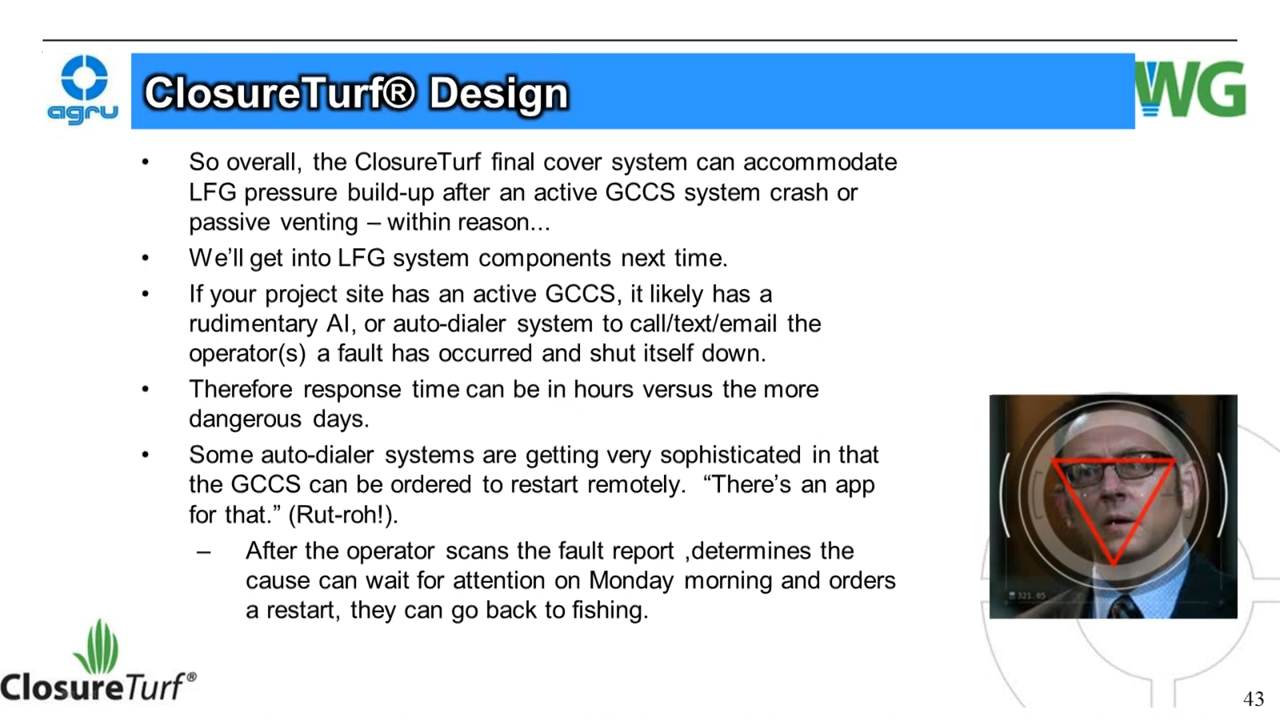 agru
ClosureTurf® Design
WG
• So overall, the ClosureTurf final cover system can accommodate
LFG pressure build-up after an active GCCS system crash or
passive venting – within reason...
• We’ll get into LFG system components next time.
• If your project site has an active GCCS, it likely has a
rudimentary AI, or auto-dialer system to call/text/email the
operator(s) a fault has occurred and shut itself down.
• Therefore response time can be in hours versus the more
dangerous days.
• Some auto-dialer systems are getting very sophisticated in that
the GCCS can be ordered to restart remotely. “There’s an app
for that.” (Rut-roh!).
– After the operator scans the fault report ,determines the
cause can wait for attention on Monday morning and orders
a restart, they can go back to fishing.
321.05
ClosureTurf®
43